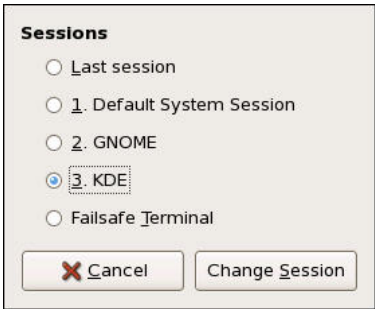 Sessions
Last session
1. Default System Session
2. GNOME
3. KDE
Failsafe Terminal
Cancel
Change Session